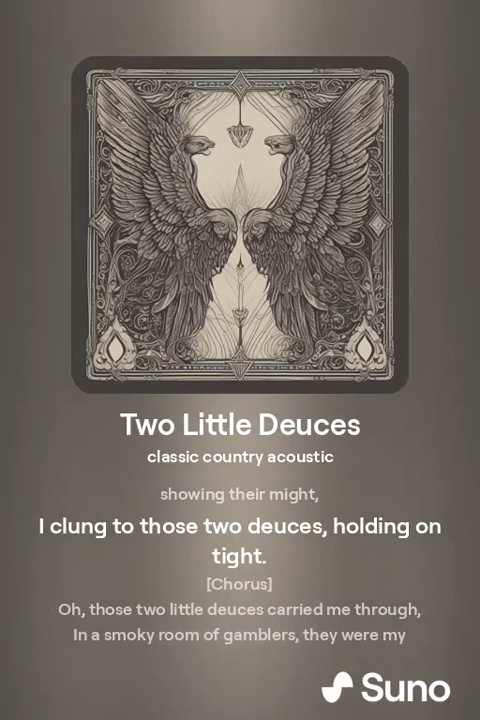 Two Little Deuces
classic country acoustic
showing their might,
I clung to those two deuces, holding on
tight.
[Chorus]
Oh, those two little deuces carried me through,
In a smoky room of gamblers, they were my
Suno